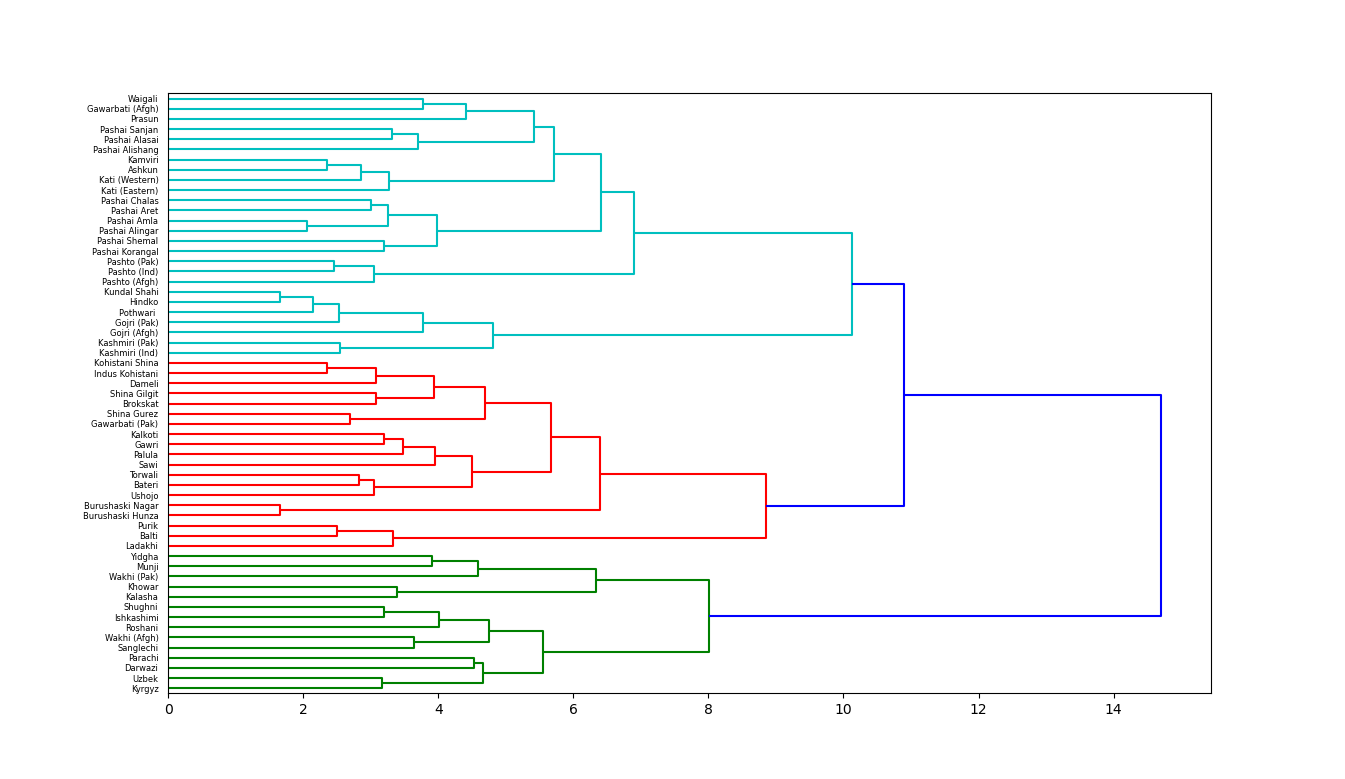 Waigali
Gawarbati (Afgh)
Prasun
Pashai Sanjan
Pashai Alasai
Pashai Alishang
Kamviri
Ashkun
Kati (Western)
Kati (Eastern)
Pashai Chalas
Pashai Aret
Pashai Amla
Pashai Alingar
Pashai Shemal
Pashai Korangal
Pashto (Pak)
Pashto (Ind)
Pashto (Afgh)
Kundal Shahi
Hindko
Pothwari
Gojri (Pak)
Gojri (Afgh)
Kashmiri (Pak)
Kashmiri (Ind)
Kohistani Shina
Indus Kohistani
Dameli
Shina Gilgit
Brokskat
Shina Gurez
Gawarbati (Pak)
Kalkoti
Gawri
Palula
Sawi
Torwali
Bateri
Ushojo
Burushaski Nagar
Burushaski Hunza
Purik
Balti
Ladakhi
Yidgha
Munji
Wakhi (Pak)
Khowar
Kalasha
Shughni
Ishkashimi
Roshani
Wakhi (Afgh)
Sanglechi
Parachi
Darwazi
Uzbek
Kyrgyz
0 2 4 6 8 10 12 14